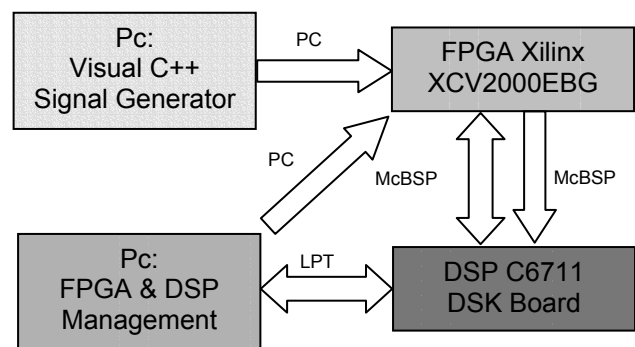 Pc:
Visual C++
Signal Generator
PC
FPGA Xilinx
XCV2000EBG
PC
McBSP
McBSP
Pc:
FPGA & DSP
Management
LPT
DSP C6711
DSK Board